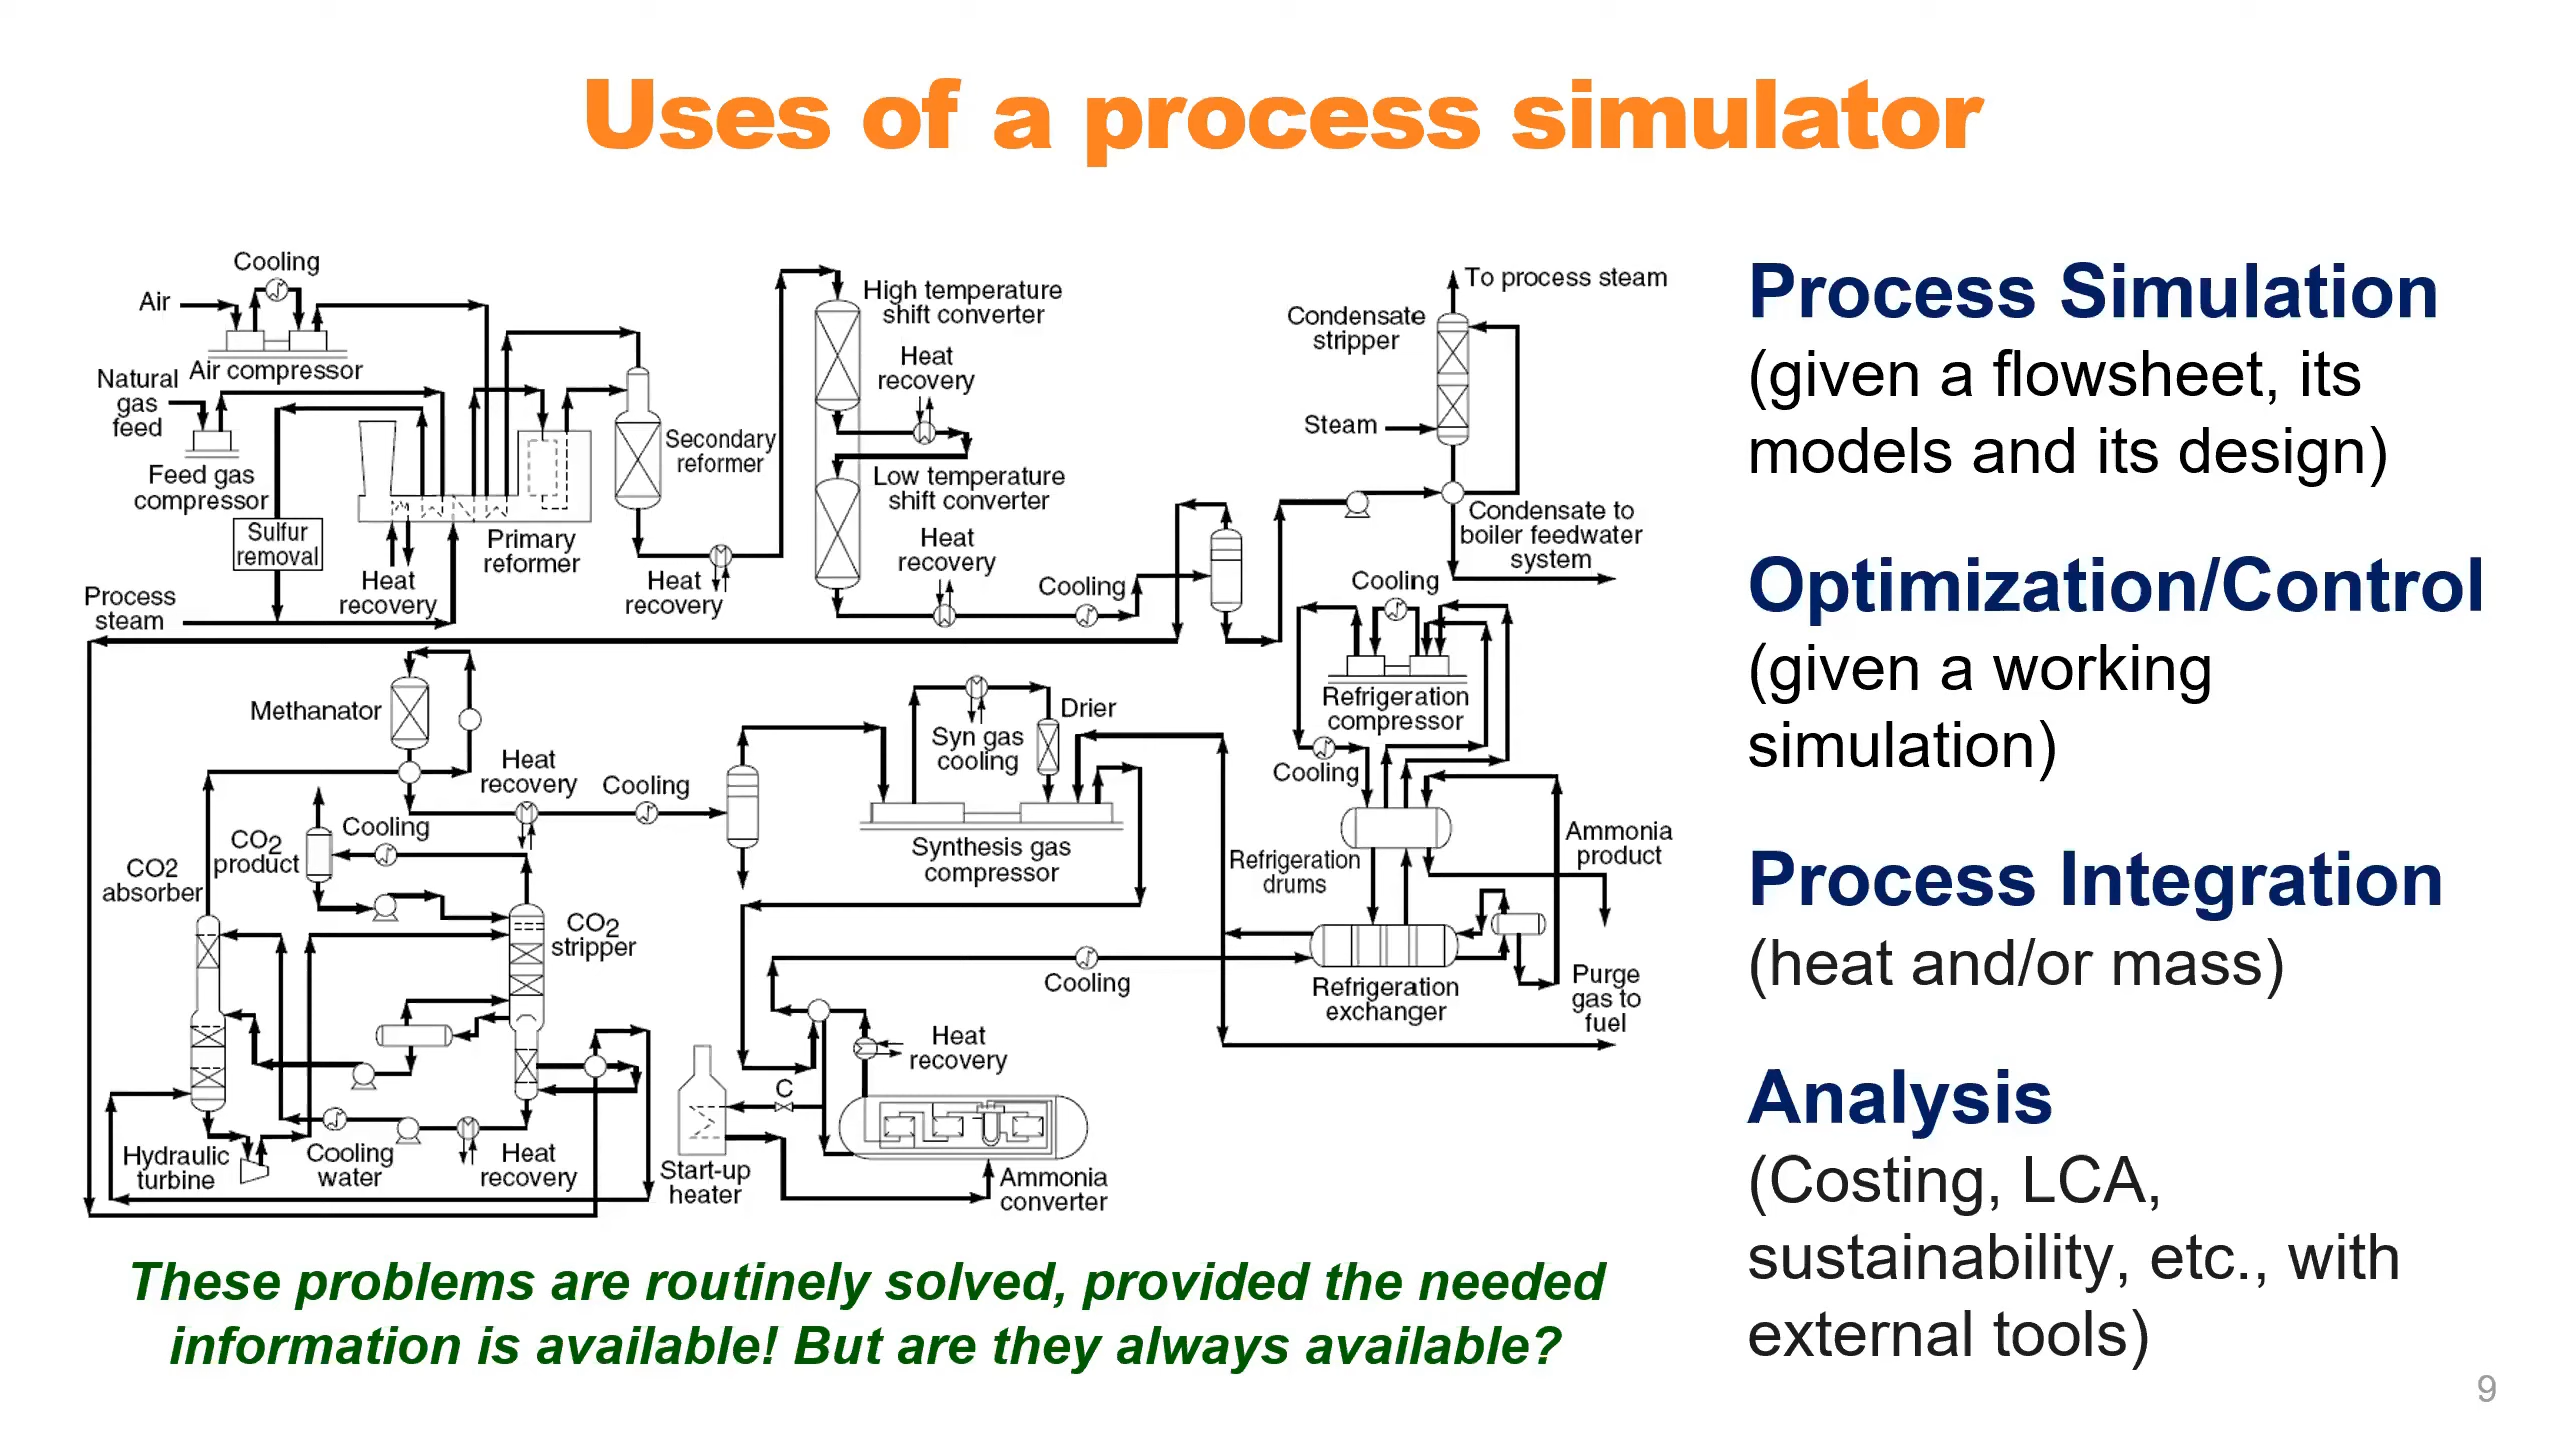 Uses of a process simulator
Cooling
Air
Air compressor
Natural
gas
feed
Feed gas
compressor
Sulfur
removal
Process
steam
Heat
recovery
Primary
reformer
Secondary
reformer
Heat
recovery
High temperature
shift converter
Heat
recovery
Low temperature
shift converter
Heat
recovery
Cooling
To process steam
Condensate
stripper
Steam
Condensate to
boiler feedwater
system
Cooling
Refrigeration
compressor
Cooling
Methanator
Heat
recovery
Cooling
Syn gas
cooling
Drier
Synthesis gas
compressor
CO2
product
Cooling
CO2
absorber
CO2
stripper
Refrigeration
drums
Ammonia
product
Cooling
Refrigeration
exchanger
Purge
gas to
fuel
Heat
recovery
C
Hydraulic
turbine
Cooling
water
Heat
recovery
Start-up
heater
Ammonia
converter
These problems are routinely solved, provided the needed
information is available! But are they always available?
Process Simulation
(given a flowsheet, its
models and its design)
Optimization/Control
(given a working
simulation)
Process Integration
(heat and/or mass)
Analysis
(Costing, LCA,
sustainability, etc., with
external tools)
9